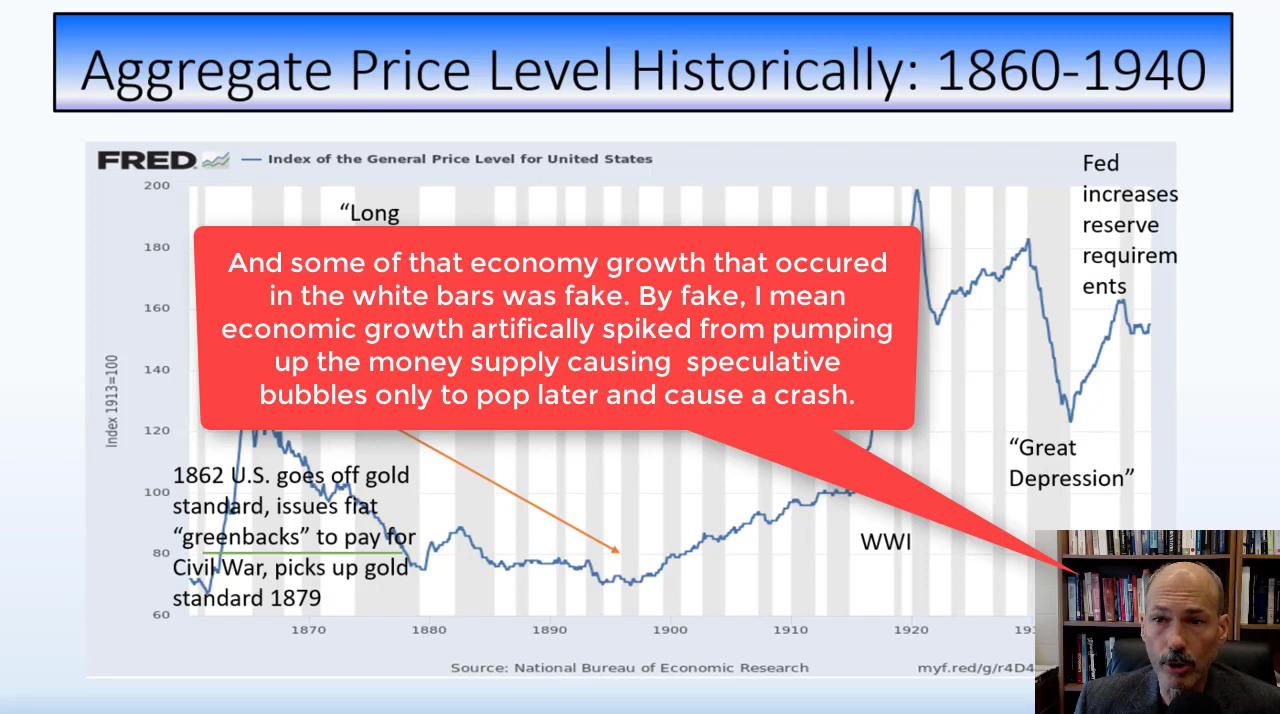 Aggregate Price Level Historically: 1860-1940
FRED
Index of the General Price Level for United States
Fed
increases
reserve
requirem
ents
200
180
160
140
120
100
80
60
Index 1913=100
“Long
And some of that economy growth that occured
in the white bars was fake. By fake, I mean
economic growth artifically spiked from pumping
up the money supply causing speculative
bubbles only to pop later and cause a crash.
1862 U.S. goes off gold
standard, issues fiat
“greenbacks” to pay for
Civil War, picks up gold
standard 1879
“Great
Depression”
WWI
1870
1880
1890
1900
1910
1920
Source: National Bureau of Economic Research
myf.red/g/r4D4